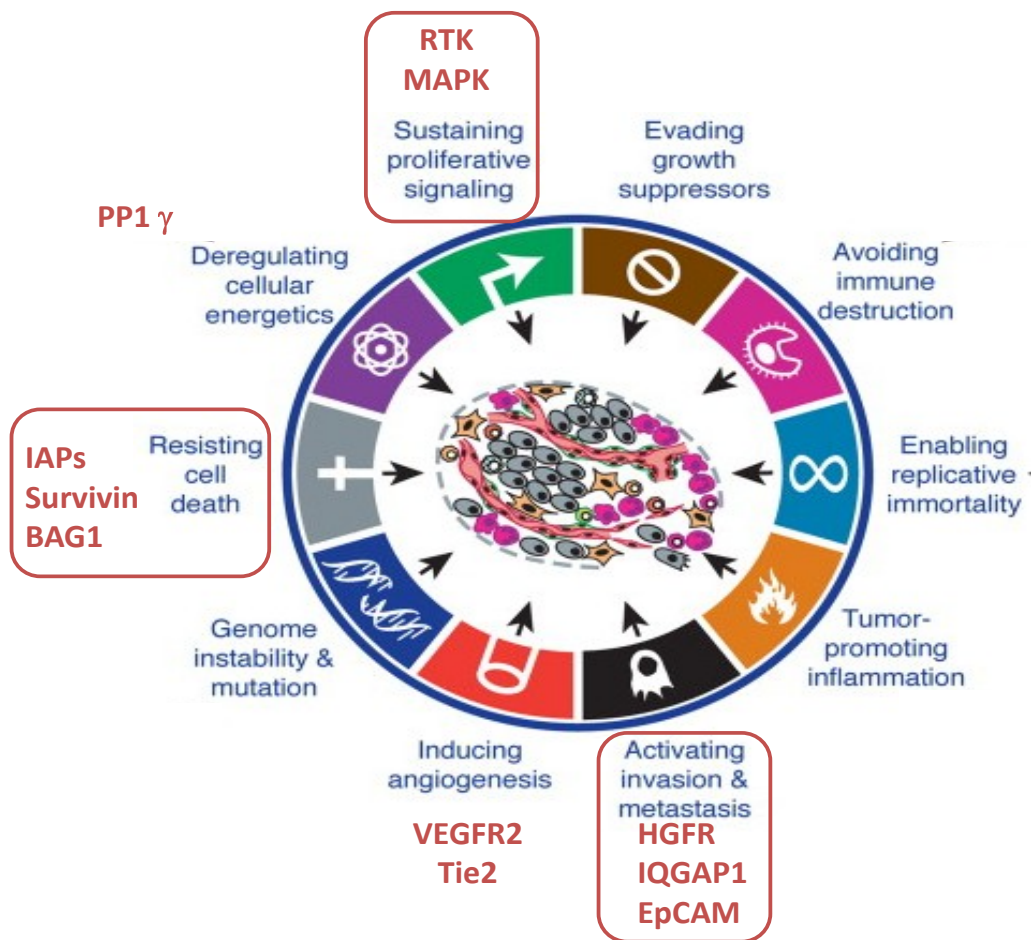 RTK
MAPK
Sustaining
proliferative
signaling
Evading
growth
suppressors
PP1 γ
Deregulating
cellular
energetics
Avoiding
immune
destruction
IAPs
Survivin
BAG1
Resisting
cell
death
Enabling
replicative
immortality
Genome
instability &
mutation
Tumor-
promoting
inflammation
Inducing
angiogenesis
VEGFR2
Tie2
Activating
invasion &
metastasis
HGFR
IQGAP1
EpCAM